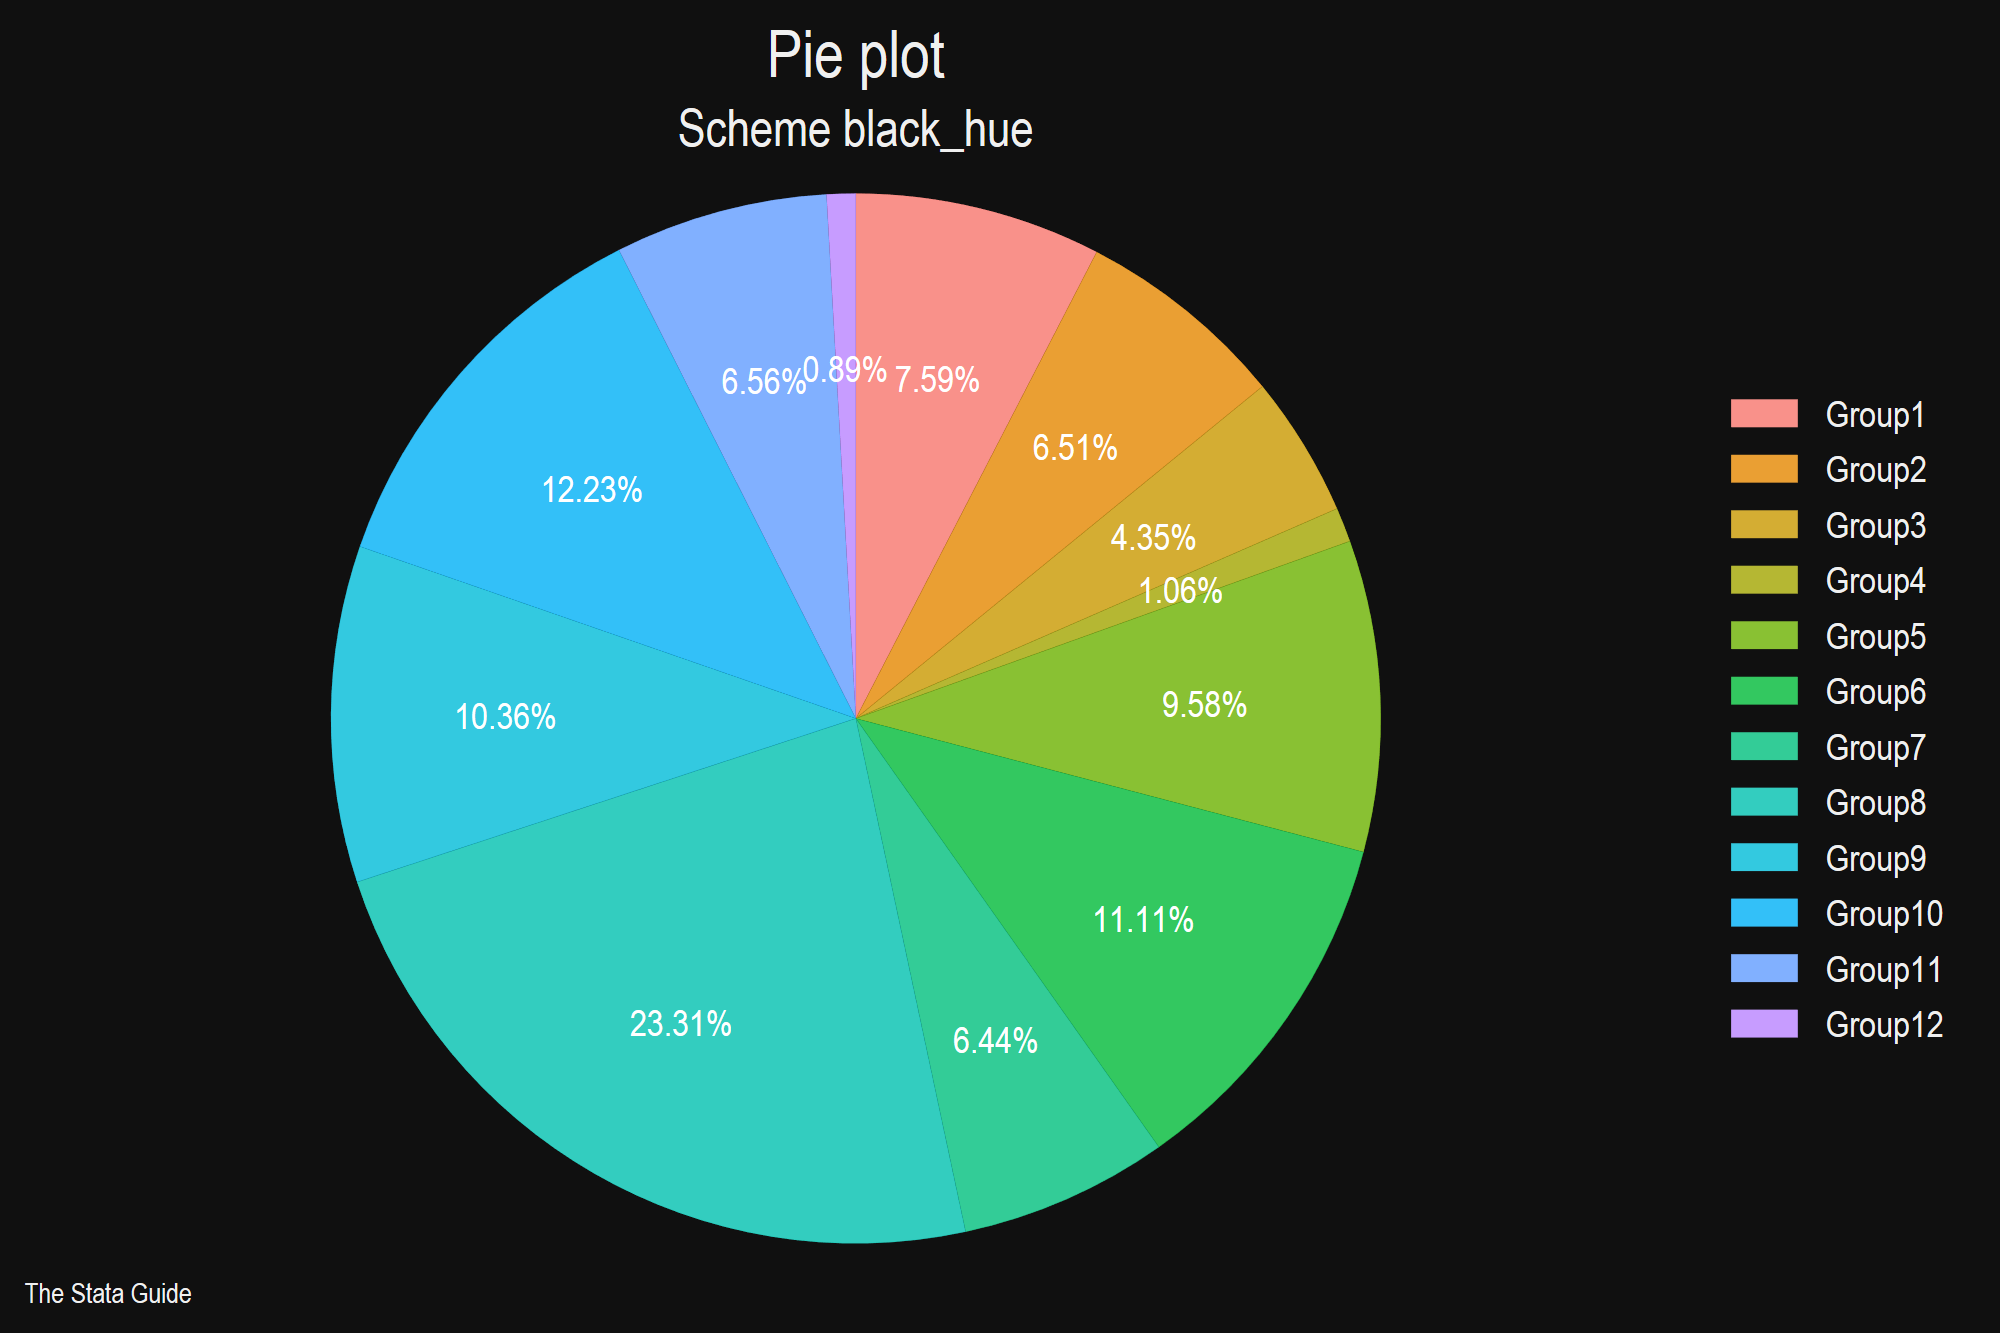 Pie plot
Scheme black_hue
7.59%
6.51%
4.35%
1.06%
9.58%
11.11%
6.44%
23.31%
10.36%
12.23%
6.56%
0.89%
Group1
Group2
Group3
Group4
Group5
Group6
Group7
Group8
Group9
Group10
Group11
Group12
The Stata Guide